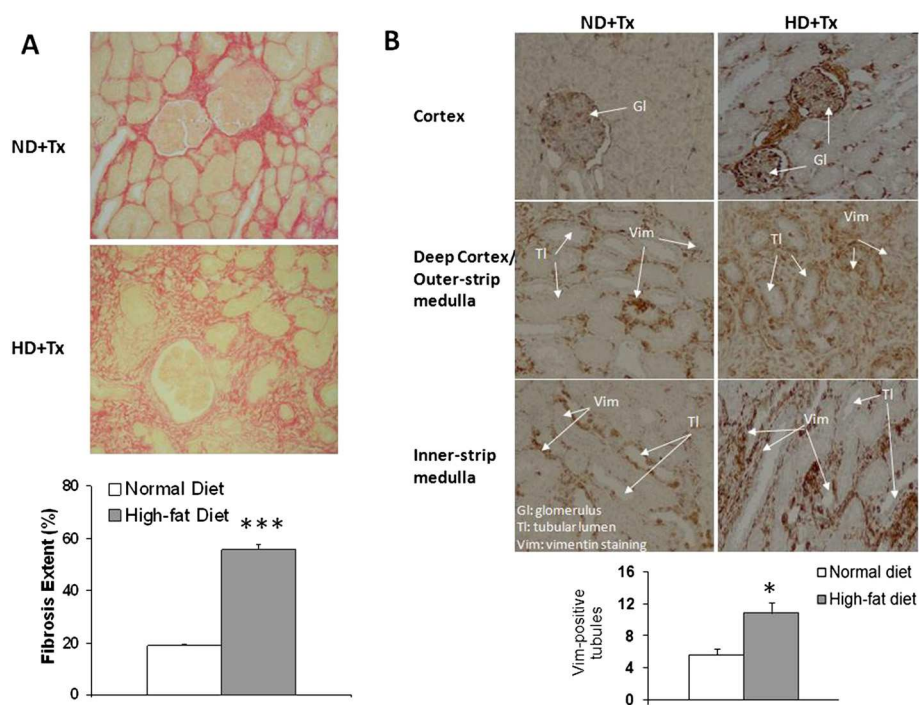 A
ND+Tx
HD+Tx
Fibrosis Extent (%)
80
60
40
20
0
Normal Diet
High-fat Diet
***
B
ND+Tx
HD+Tx
Cortex
Gl
Gl
Deep Cortex/
Outer-strip
medulla
Tl
Vim
Tl
Vim
Inner-strip
medulla
Vim
Tl
Gl: glomerulus
Tl: tubular lumen
Vim: vimentin staining
Vim
Tl
Vim-positive
tubules
16
12
8
4
0
Normal diet
High-fat diet
*